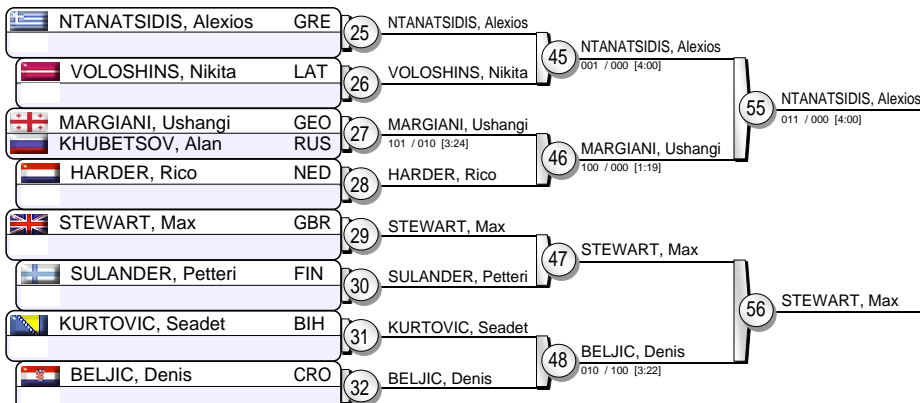 NTANATSIDIS, Alexios GRE
VOLOSHINS, Nikita LAT
MARGIANI, Ushangi GEO
KHUBETSOV, Alan RUS
HARDER, Rico NED
STEWART, Max GBR
SULANDER, Petteri FIN
KURTOVIC, Seadet BIH
BELJIC, Denis CRO
25 NTANATSIDIS, Alexios
26 VOLOSHINS, Nikita
27 MARGIANI, Ushangi
101 / 010 [3:24]
28 HARDER, Rico
29 STEWART, Max
30 SULANDER, Petteri
31 KURTOVIC, Seadet
32 BELJIC, Denis
45 NTANATSIDIS, Alexios
001 / 000 [4:00]
46 MARGIANI, Ushangi
100 / 000 [1:19]
47 STEWART, Max
48 BELJIC, Denis
010 / 100 [3:22]
55 NTANATSIDIS, Alexios
011 / 000 [4:00]
56 STEWART, Max